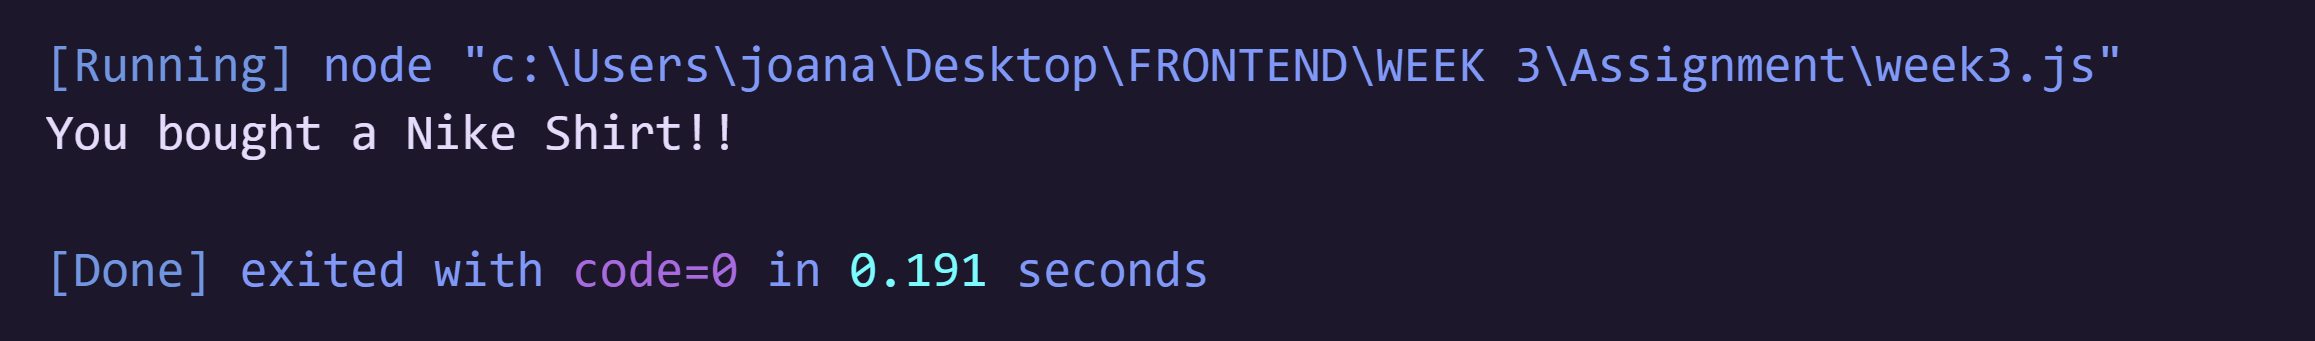 [Running] node "c:\Users\joana\Desktop\FRONTEND\WEEK 3\Assignment\week3.js"
You bought a Nike Shirt!!
[Done] exited with code=0 in 0.191 seconds